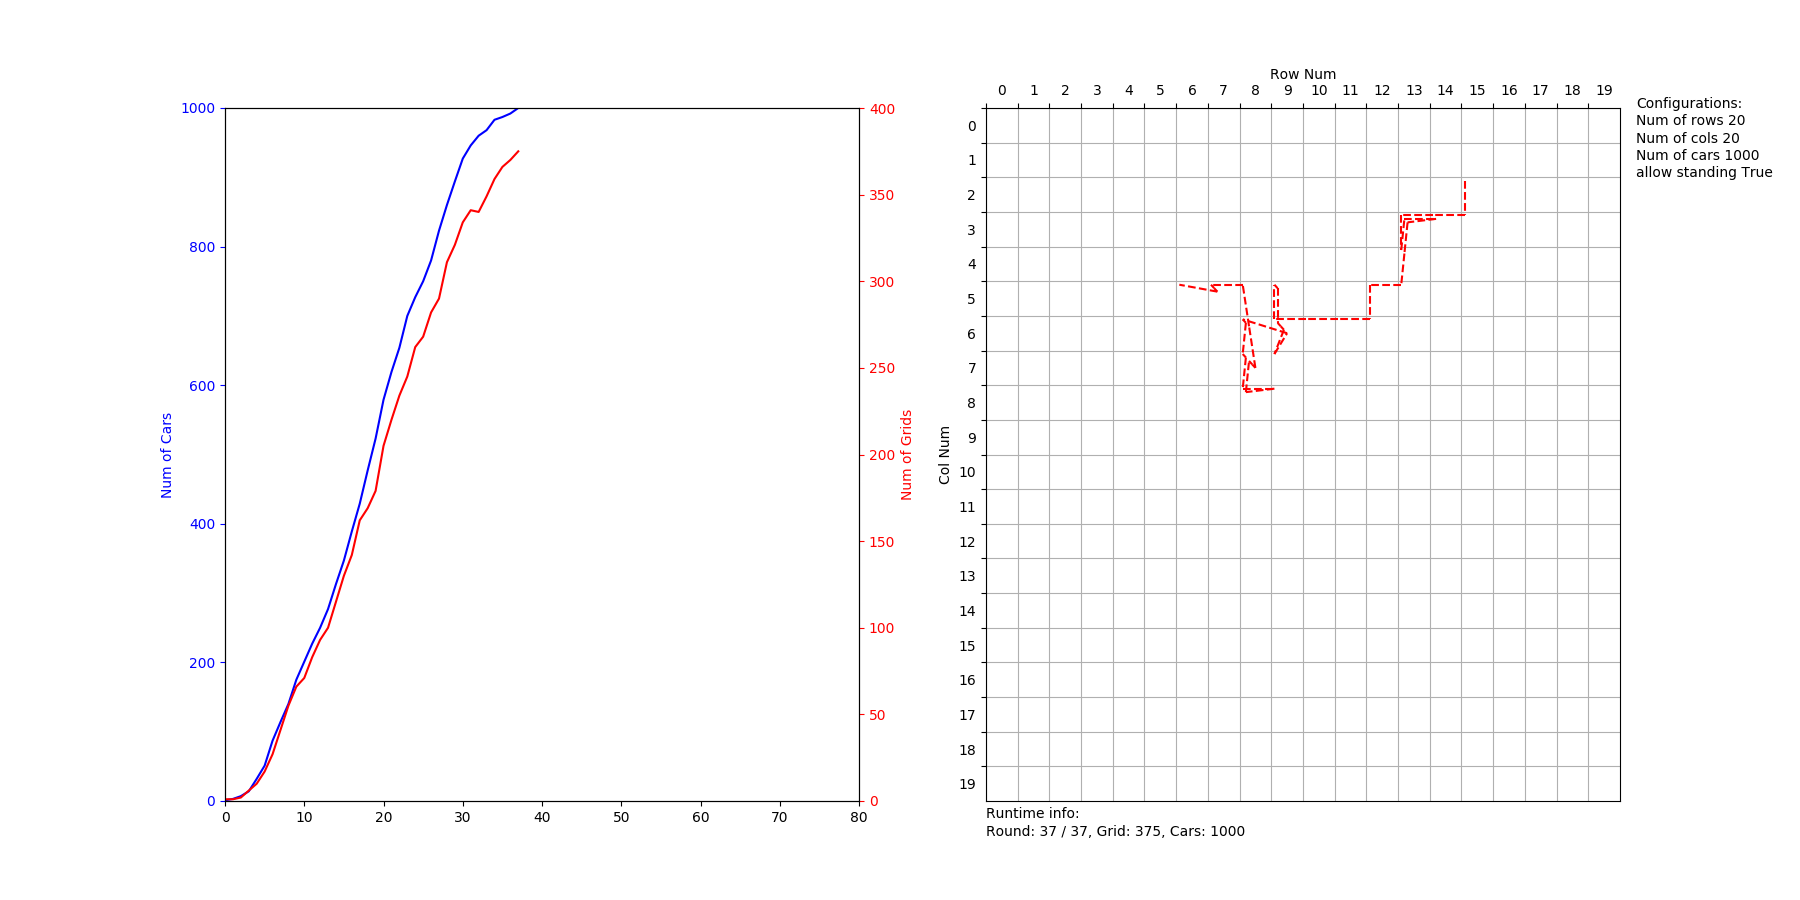 1000
800
600
400
200
0
Num of Cars
0 10 20 30 40 50 60 70 80
400
350
300
250
200
150
100
50
0
Num of Grids
Row Num
0 1 2 3 4 5 6 7 8 9 10 11 12 13 14 15 16 17 18 19
Col Num
0
1
2
3
4
5
6
7
8
9
10
11
12
13
14
15
16
17
18
19
Configurations:
Num of rows 20
Num of cols 20
Num of cars 1000
allow standing True
Runtime info:
Round: 37 / 37, Grid: 375, Cars: 1000